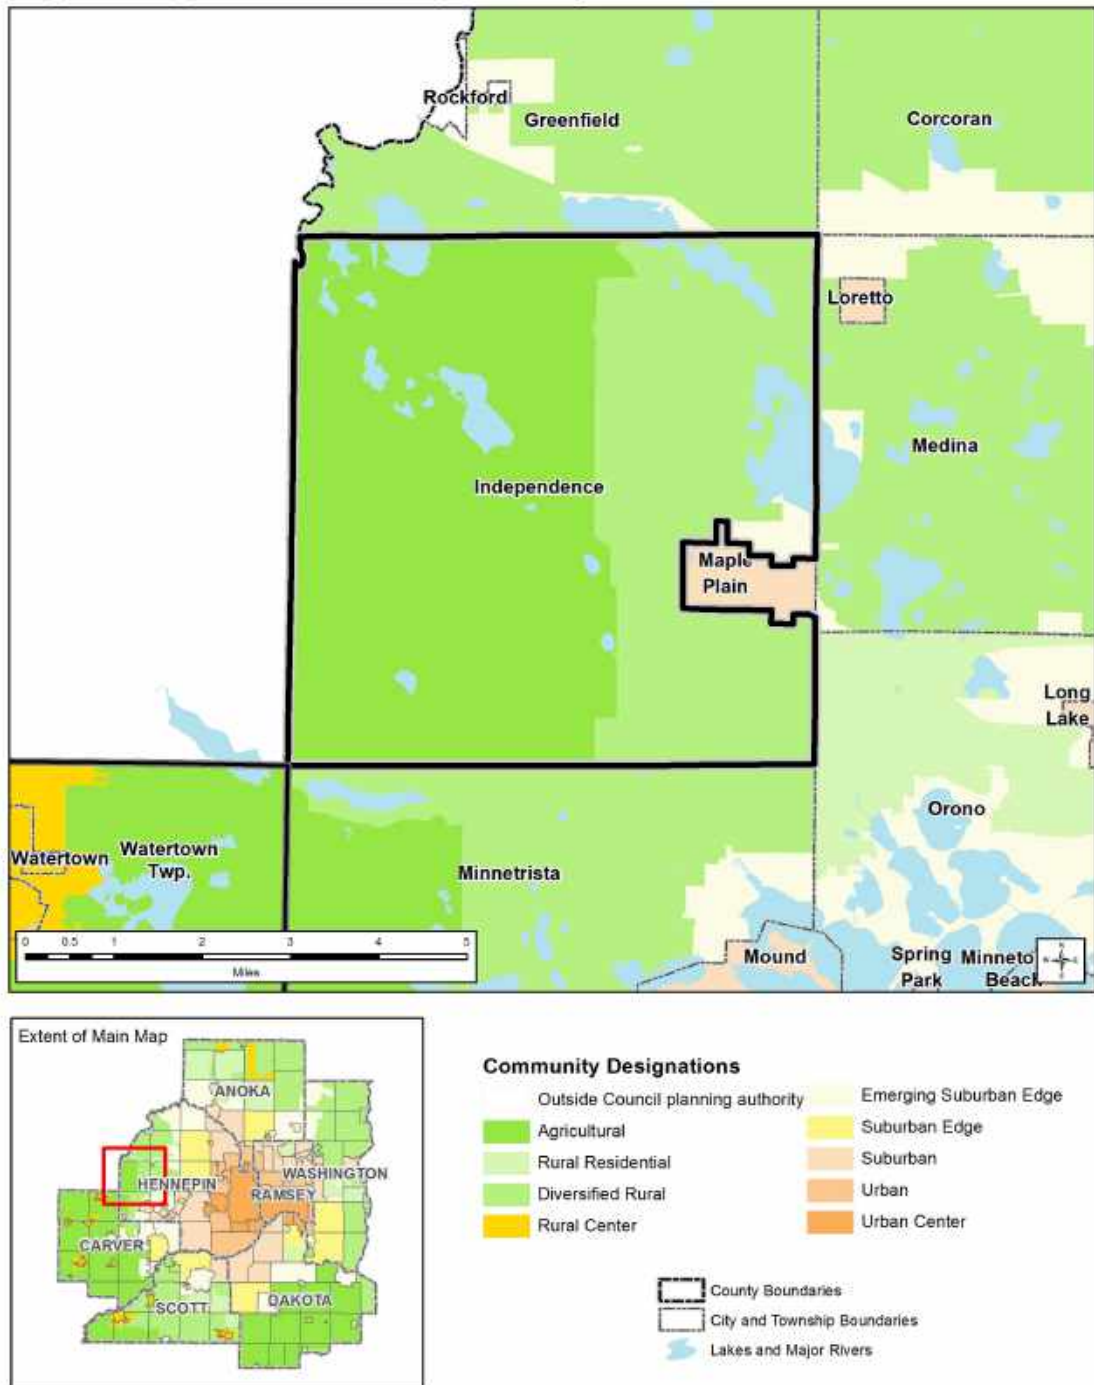 Rockford
Greenfield
Corcoran
Loretto
Medina
Independence
Maple
Plain
Long
Lake
Orono
Watertown
Watertown
Twp.
Minnetrista
0 0.5 1 2 3 4 5
Miles
Mound
Spring
Park
Minneto
Beach
N
Extent of Main Map
ANOKA
WASHINGTON
HENNEPIN
RAMSEY
CARVER
SCOTT
DAKOTA
Community Designations
Outside Council planning authority
Agricultural
Rural Residential
Diversified Rural
Rural Center
Emerging Suburban Edge
Suburban Edge
Suburban
Urban
Urban Center
County Boundaries
City and Township Boundaries
Lakes and Major Rivers